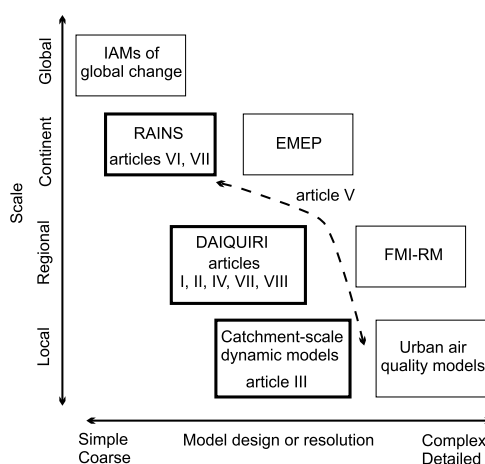 Global
IAMs of
global change
Continent
RAINS
articles VI, VII
EMEP
article V
Scale
Regional
DAIQUIRI
articles
I, II, IV, VII, VIII
FMI-RM
Local
Catchment-scale
dynamic models
article III
Urban air
quality models
Simple
Coarse
Model design or resolution
Complex
Detailed